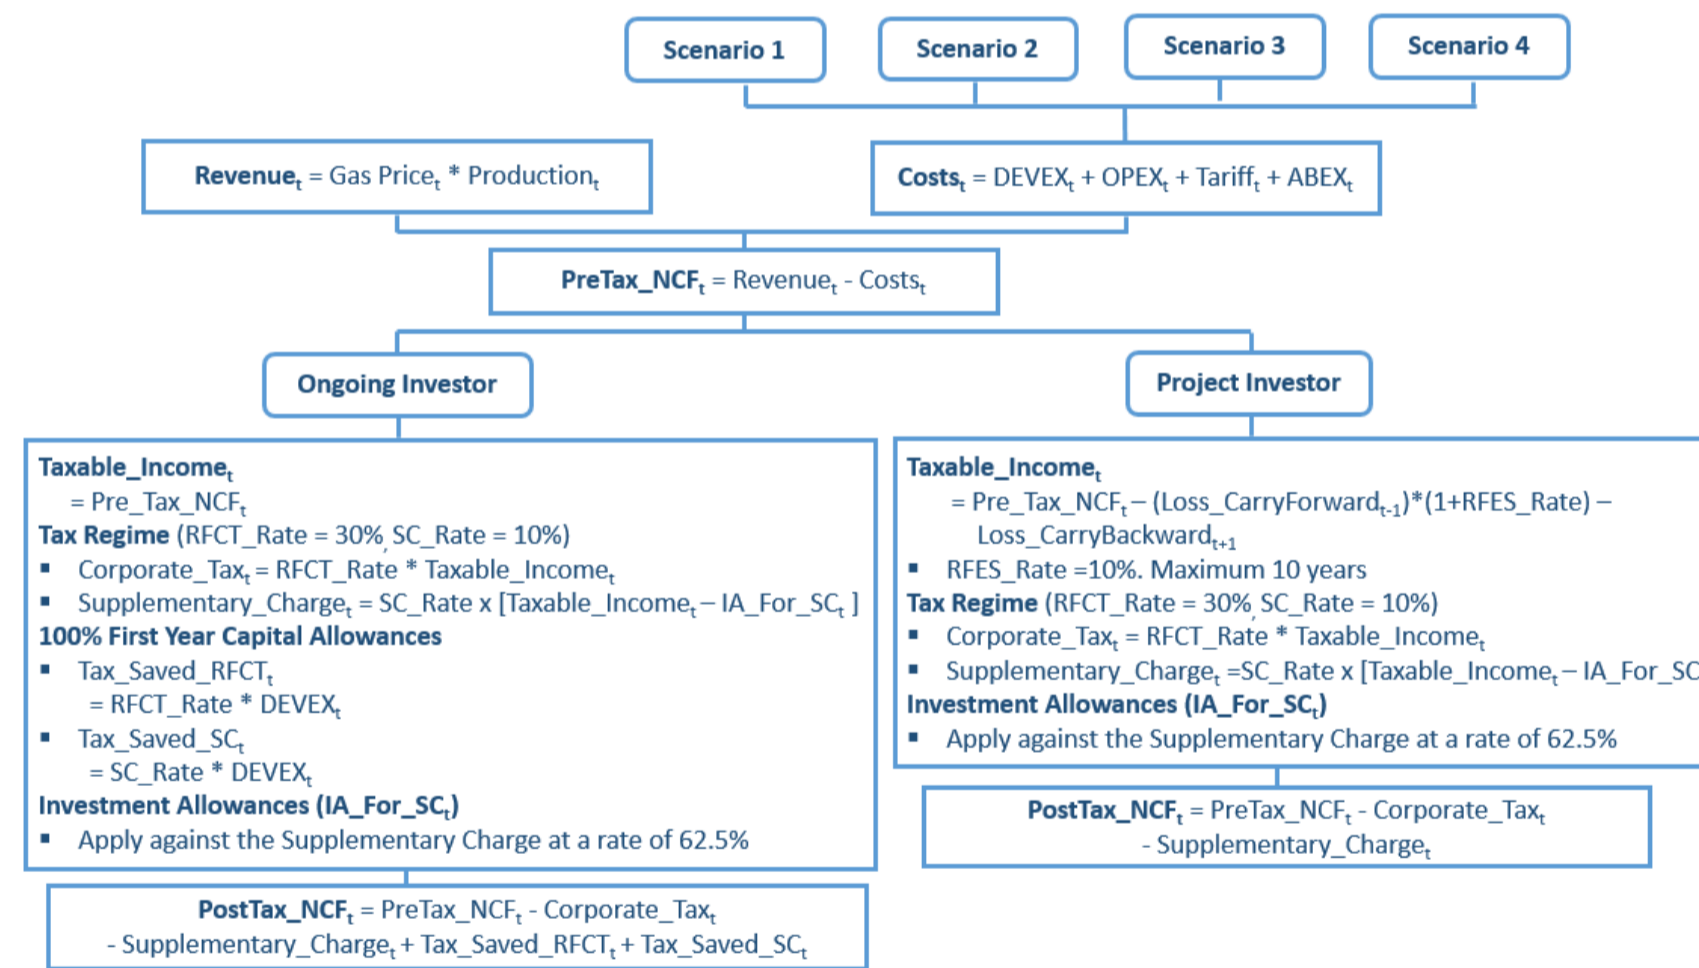 Scenario 1
Scenario 2
Scenario 3
Scenario 4
Revenueₜ = Gas Priceₜ * Productionₜ
Costsₜ = DEVEXₜ + OPEXₜ + Tariffₜ + ABEXₜ
PreTax_NCFₜ = Revenueₜ - Costsₜ
Ongoing Investor
Project Investor
Taxable_Incomeₜ
= Pre_Tax_NCFₜ
Tax Regime (RFCT_Rate = 30%, SC_Rate = 10%)
▪ Corporate_Taxₜ = RFCT_Rate * Taxable_Incomeₜ
▪ Supplementary_Chargeₜ = SC_Rate x [Taxable_Incomeₜ – IA_For_SCₜ ]
100% First Year Capital Allowances
▪ Tax_Saved_RFCTₜ
= RFCT_Rate * DEVEXₜ
▪ Tax_Saved_SCₜ
= SC_Rate * DEVEXₜ
Investment Allowances (IA_For_SCₜ)
▪ Apply against the Supplementary Charge at a rate of 62.5%
PostTax_NCFₜ = PreTax_NCFₜ - Corporate_Taxₜ
- Supplementary_Chargeₜ + Tax_Saved_RFCTₜ + Tax_Saved_SCₜ
Taxable_Incomeₜ
= Pre_Tax_NCFₜ – (Loss_CarryForwardₜ₋₁)*(1+RFES_Rate) –
Loss_CarryBackwardₜ₊₁
▪ RFES_Rate =10%. Maximum 10 years
Tax Regime (RFCT_Rate = 30%, SC_Rate = 10%)
▪ Corporate_Taxₜ = RFCT_Rate * Taxable_Incomeₜ
▪ Supplementary_Chargeₜ =SC_Rate x [Taxable_Incomeₜ – IA_For_SC
Investment Allowances (IA_For_SCₜ)
▪ Apply against the Supplementary Charge at a rate of 62.5%
PostTax_NCFₜ = PreTax_NCFₜ - Corporate_Taxₜ
- Supplementary_Chargeₜ